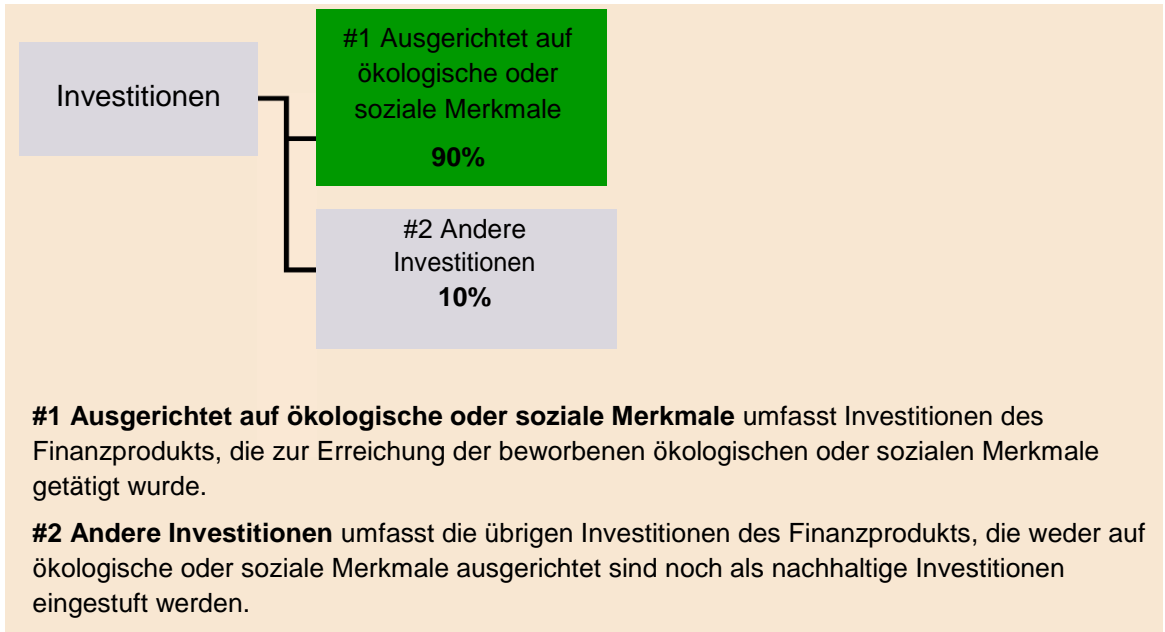 Investitionen
#1 Ausgerichtet auf
ökologische oder
soziale Merkmale
90%
#2 Andere
Investitionen
10%
#1 Ausgerichtet auf ökologische oder soziale Merkmale umfasst Investitionen des
Finanzprodukts, die zur Erreichung der beworbenen ökologischen oder sozialen Merkmale
getätigt wurde.
#2 Andere Investitionen umfasst die übrigen Investitionen des Finanzprodukts, die weder auf
ökologische oder soziale Merkmale ausgerichtet sind noch als nachhaltige Investitionen
eingestuft werden.